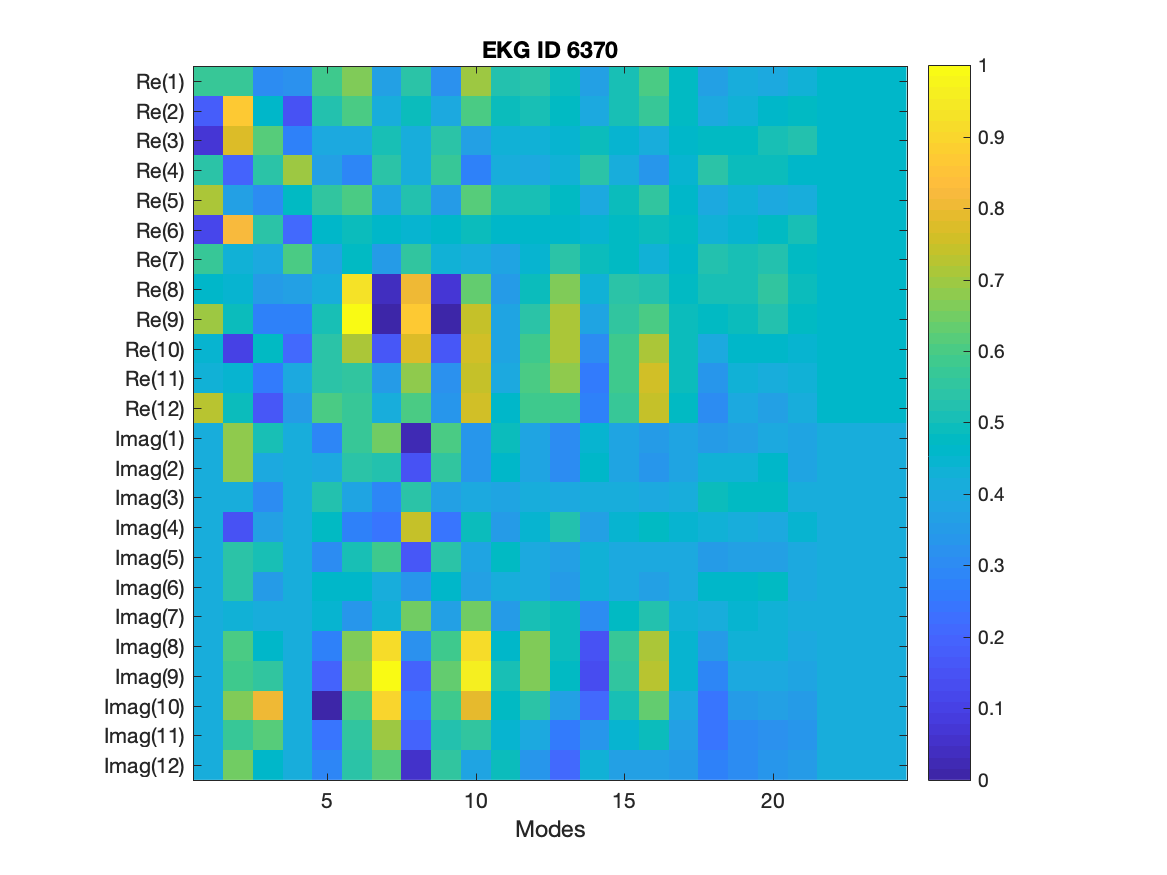 EKG ID 6370
Re(1)
Re(2)
Re(3)
Re(4)
Re(5)
Re(6)
Re(7)
Re(8)
Re(9)
Re(10)
Re(11)
Re(12)
Imag(1)
Imag(2)
Imag(3)
Imag(4)
Imag(5)
Imag(6)
Imag(7)
Imag(8)
Imag(9)
Imag(10)
Imag(11)
Imag(12)
5 10 15 20
Modes
1
0.9
0.8
0.7
0.6
0.5
0.4
0.3
0.2
0.1
0